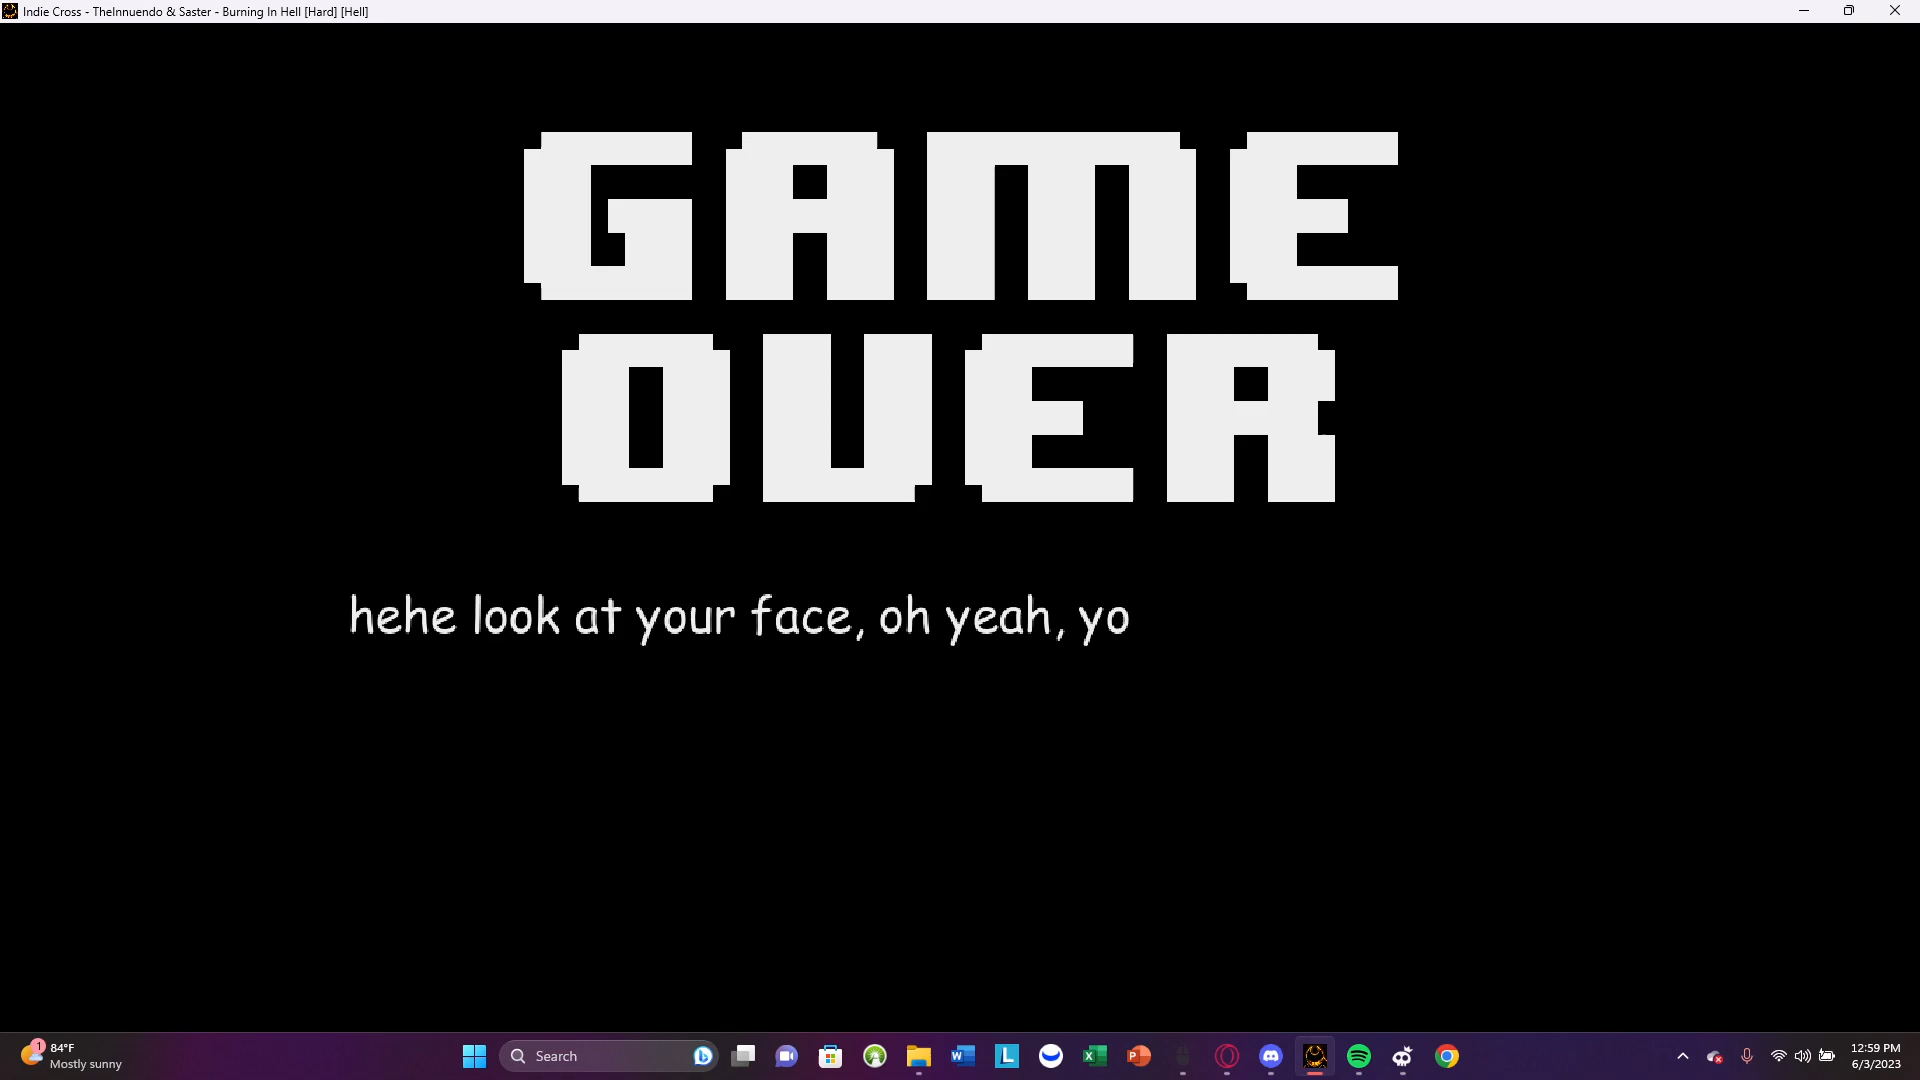 Indie Cross - TheInnuendo & Saster - Burning In Hell [Hard] [Hell]
GAME
OVER
hehe look at your face, oh yeah, yo
1
84°F
Mostly sunny
Search
12:59 PM
6/3/2023